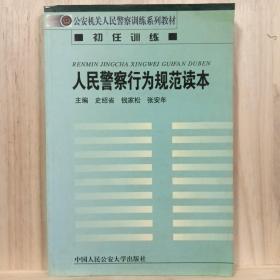 公安机关人民警察训练系列教材
初任训练
RENMIN JINGCHA XINGWEI GUIFAN DUBEN
人民警察行为规范读本
主编 史绍省 钱家松 张安年
中国人民公安大学出版社